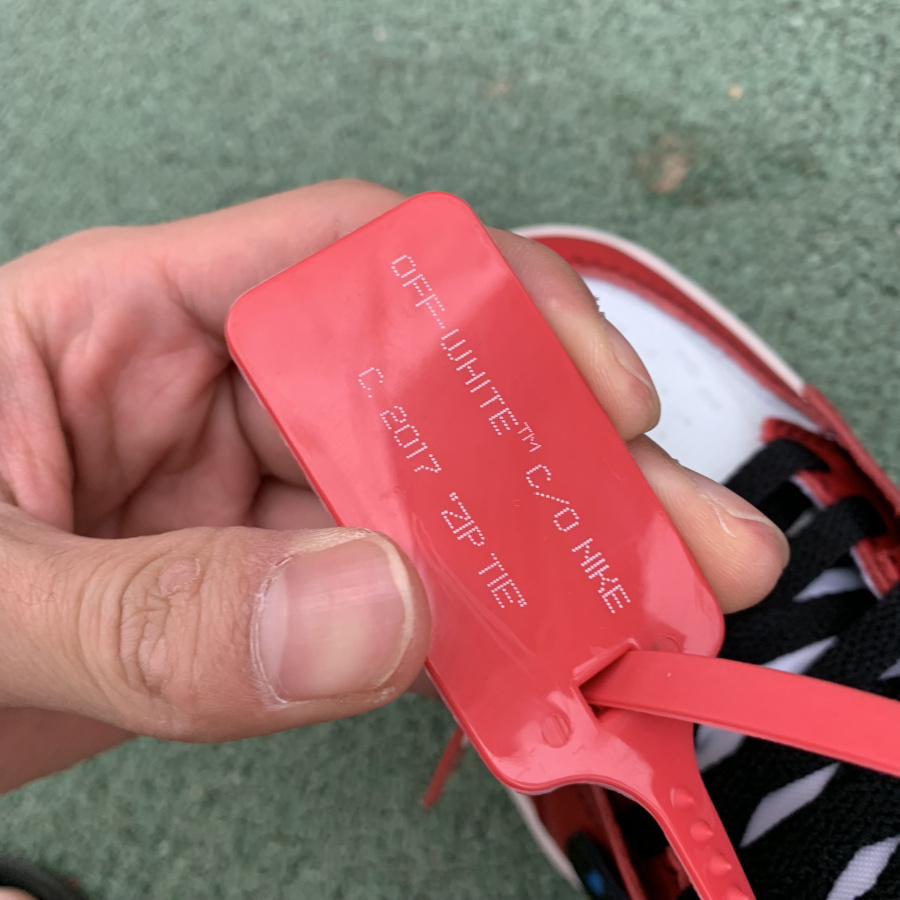 OFF-WHITE™ C/O NIKE
C. 2017 "ZIP TIE"